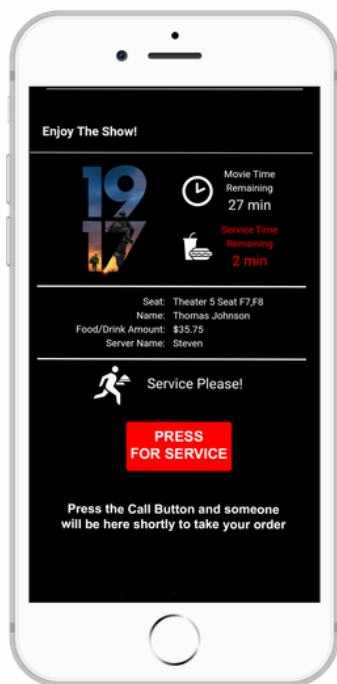 Enjoy The Show!
19
17
Movie Time
Remaining
27 min
Service Time
Remaining
2 min
Seat: Theater 5 Seat F7,F8
Name: Thomas Johnson
Food/Drink Amount: $35.75
Server Name: Steven
Service Please!
PRESS
FOR SERVICE
Press the Call Button and someone
will be here shortly to take your order